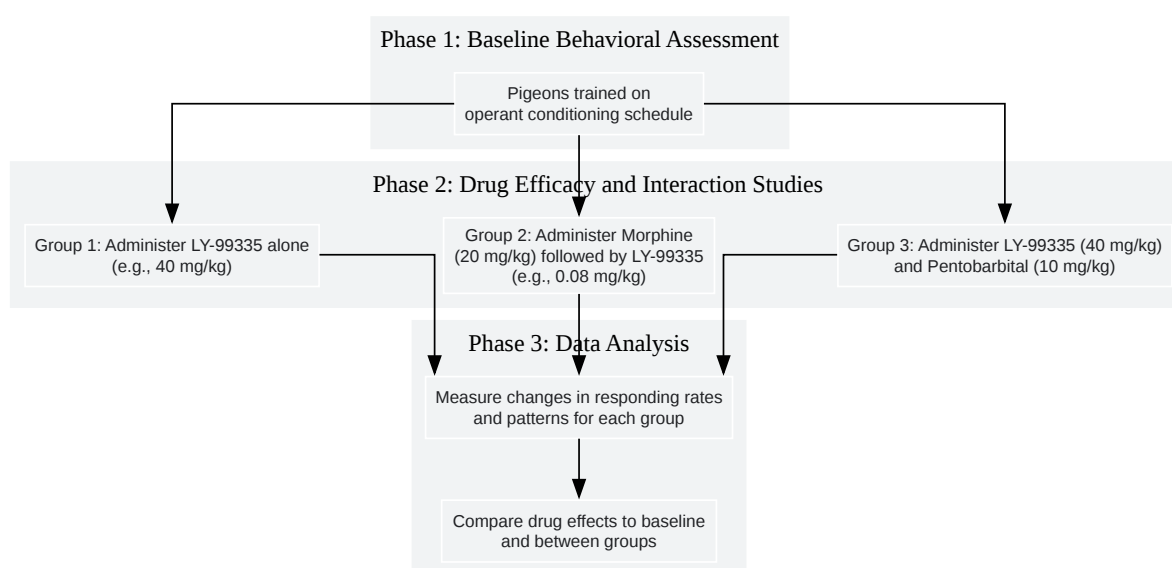 Phase 1: Baseline Behavioral Assessment
Pigeons trained on
operant conditioning schedule
Phase 2: Drug Efficacy and Interaction Studies
Group 1: Administer LY-99335 alone
(e.g., 40 mg/kg)
Group 2: Administer Morphine
(20 mg/kg) followed by LY-99335
(e.g., 0.08 mg/kg)
Group 3: Administer LY-99335 (40 mg/kg)
and Pentobarbital (10 mg/kg)
Phase 3: Data Analysis
Measure changes in responding rates
and patterns for each group
Compare drug effects to baseline
and between groups